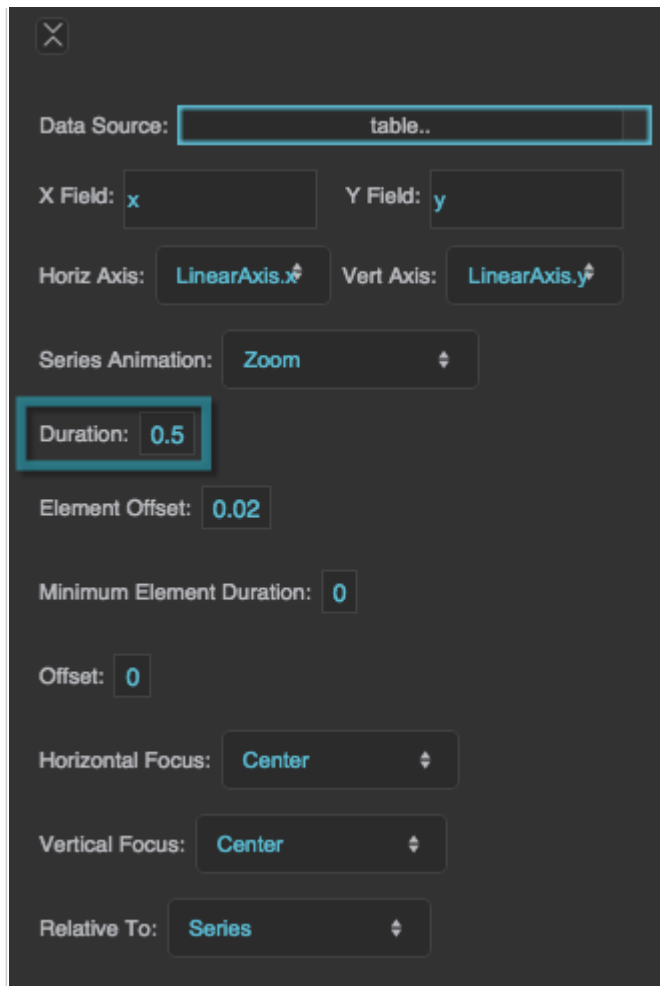 Data Source: table..
X Field: x Y Field: y
Horiz Axis: LinearAxis.x Vert Axis: LinearAxis.y
Series Animation: Zoom
Duration: 0.5
Element Offset: 0.02
Minimum Element Duration: 0
Offset: 0
Horizontal Focus: Center
Vertical Focus: Center
Relative To: Series